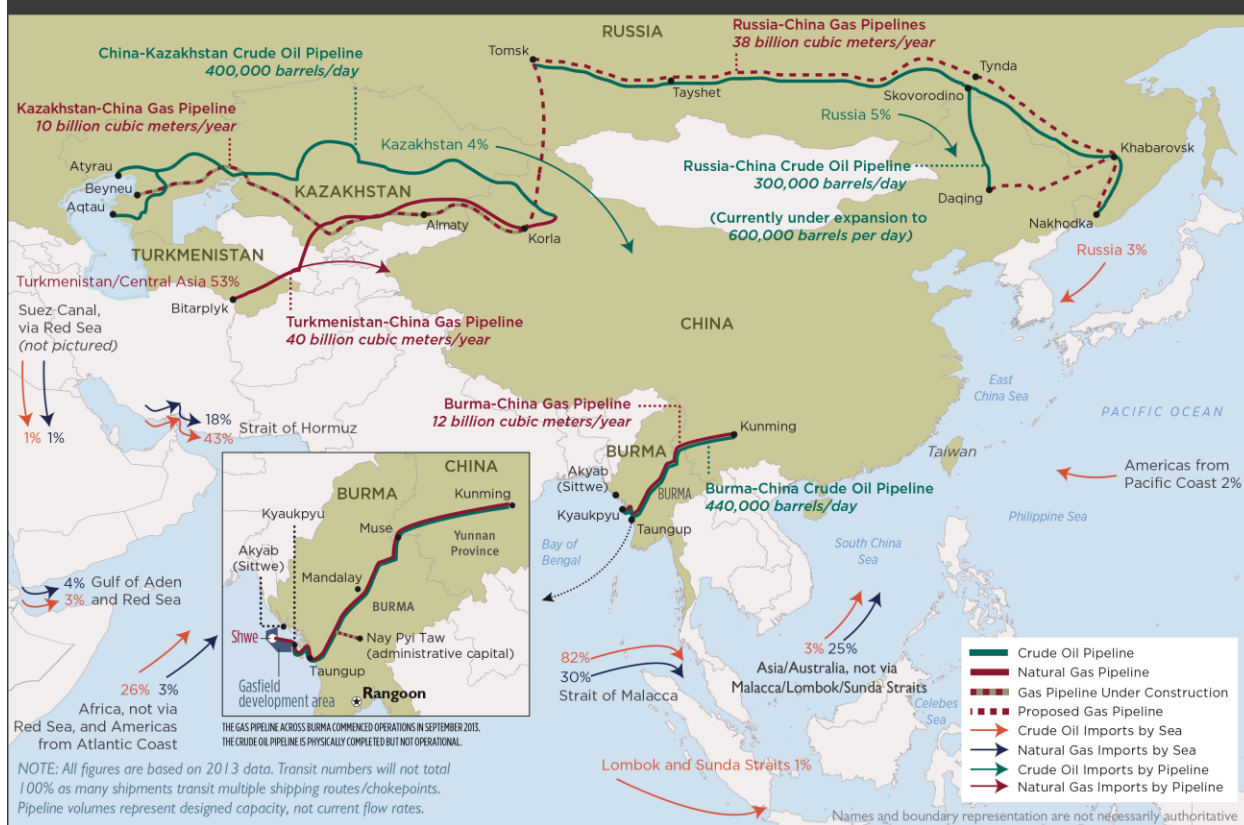 RUSSIA
Russia-China Gas Pipelines
38 billion cubic meters/year
China-Kazakhstan Crude Oil Pipeline
400,000 barrels/day
Tomsk
Tynda
Tayshet
Skovorodino
Kazakhstan-China Gas Pipeline
10 billion cubic meters/year
Russia 5%
Kazakhstan 4%
Khabarovsk
Atyrau
Beyneu
Aqtau
KAZAKHSTAN
Russia-China Crude Oil Pipeline
300,000 barrels/day
(Currently under expansion to
600,000 barrels per day)
Daqing
Nakhodka
Almaty
Korla
TURKMENISTAN
Turkmenistan/Central Asia 53%
Bitarplyk
Russia 3%
Suez Canal,
via Red Sea
(not pictured)
1% 1%
Turkmenistan-China Gas Pipeline
40 billion cubic meters/year
CHINA
East
China Sea
PACIFIC OCEAN
18%
43%
Strait of Hormuz
Burma-China Gas Pipeline
12 billion cubic meters/year
Kunming
BURMA
BURMA
Akyab
(Sittwe)
Kyaukpyu
Taungup
Burma-China Crude Oil Pipeline
440,000 barrels/day
Taiwan
Americas from
Pacific Coast 2%
Philippine Sea
Bay of
Bengal
South China
Sea
CHINA
BURMA
Kunming
Kyaukpyu
Muse
Yunnan
Province
Akyab
(Sittwe)
Mandalay
BURMA
Shwe
Nay Pyi Taw
(administrative capital)
Taungup
Gasfield
development area
Rangoon
THE GAS PIPELINE ACROSS BURMA COMMENCED OPERATIONS IN SEPTEMBER 2013.
THE CRUDE OIL PIPELINE IS PHYSICALLY COMPLETED BUT NOT OPERATIONAL.
4%
3%
Gulf of Aden
and Red Sea
26% 3%
Africa, not via
Red Sea, and Americas
from Atlantic Coast
82%
30%
Strait of Malacca
3% 25%
Asia/Australia, not via
Malacca/Lombok/Sunda Straits
Celebes
Sea
Lombok and Sunda Straits 1%
NOTE: All figures are based on 2013 data. Transit numbers will not total
100% as many shipments transit multiple shipping routes/chokepoints.
Pipeline volumes represent designed capacity, not current flow rates.
Crude Oil Pipeline
Natural Gas Pipeline
Gas Pipeline Under Construction
Proposed Gas Pipeline
Crude Oil Imports by Sea
Natural Gas Imports by Sea
Crude Oil Imports by Pipeline
Natural Gas Imports by Pipeline
Names and boundary representation are not necessarily authoritative